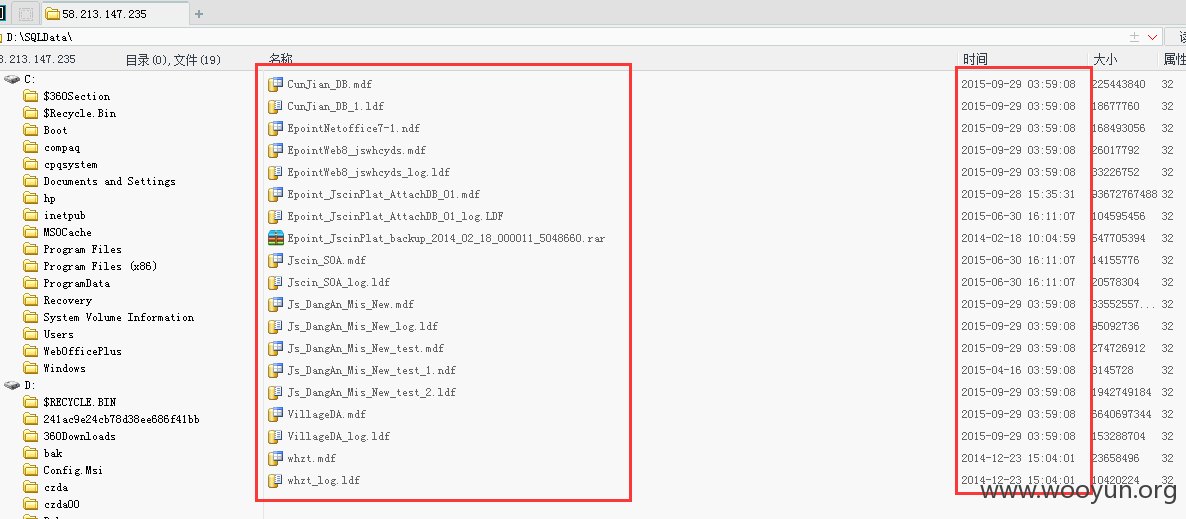 58.213.147.235
D:\SQLData\
目录(0),文件(19)
名称 时间 大小 属性
C:
$360Section
$Recycle.Bin
Boot
compaq
cpqsystem
Documents and Settings
hp
inetpub
MSOCache
Program Files
Program Files (x86)
ProgramData
Recovery
System Volume Information
Users
WebOfficePlus
Windows
D:
$RECYCLE.BIN
241ac9e24cb78d38ee686f41bb
360Downloads
bak
Config.Msi
czda
czda00
CunJian_DB.mdf 2015-09-29 03:59:08 225443840 32
CunJian_DB_1.ldf 2015-09-29 03:59:08 18677760 32
EpointNetoffice7-1.ndf 2015-09-29 03:59:08 168493056 32
EpointWeb8_jswhcyds.mdf 2015-09-29 03:59:08 26017792 32
EpointWeb8_jswhcyds_log.ldf 2015-09-29 03:59:08 33226752 32
Epoint_JscinPlat_AttachDB_01.mdf 2015-09-28 15:35:31 93672767488 32
Epoint_JscinPlat_AttachDB_01_log.LDF 2015-06-30 16:11:07 104595456 32
Epoint_JscinPlat_backup_2014_02_18_000011_5048660.rar 2014-02-18 10:04:59 547705394 32
Jscin_SOA.mdf 2015-06-30 16:11:07 14155776 32
Jscin_SOA_log.ldf 2015-06-30 16:11:07 20578304 32
Js_DangAn_Mis_New.mdf 2015-09-29 03:59:08 33552557... 32
Js_DangAn_Mis_New_log.ldf 2015-09-29 03:59:08 95092736 32
Js_DangAn_Mis_New_test.mdf 2015-09-29 03:59:08 274726912 32
Js_DangAn_Mis_New_test_1.ndf 2015-04-16 03:59:08 3145728 32
Js_DangAn_Mis_New_test_2.ldf 2015-09-29 03:59:08 1942749184 32
VillageDA.mdf 2015-09-29 03:59:08 6640697344 32
VillageDA_log.ldf 2015-09-29 03:59:08 153288704 32
whzt.mdf 2014-12-23 15:04:01 23658496 32
whzt_log.ldf 2014-12-23 15:04:01 10420224 32
www.wooyun.org